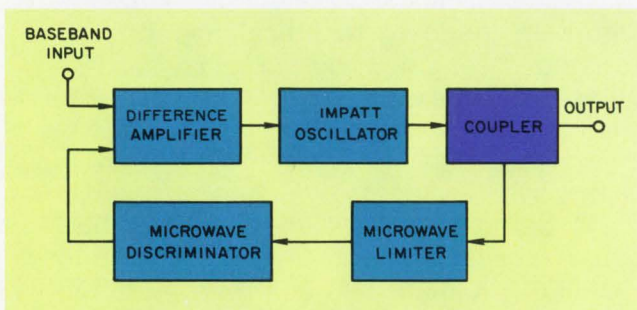 BASEBAND
INPUT
DIFFERENCE
AMPLIFIER
IMPATT
OSCILLATOR
COUPLER
OUTPUT
MICROWAVE
DISCRIMINATOR
MICROWAVE
LIMITER